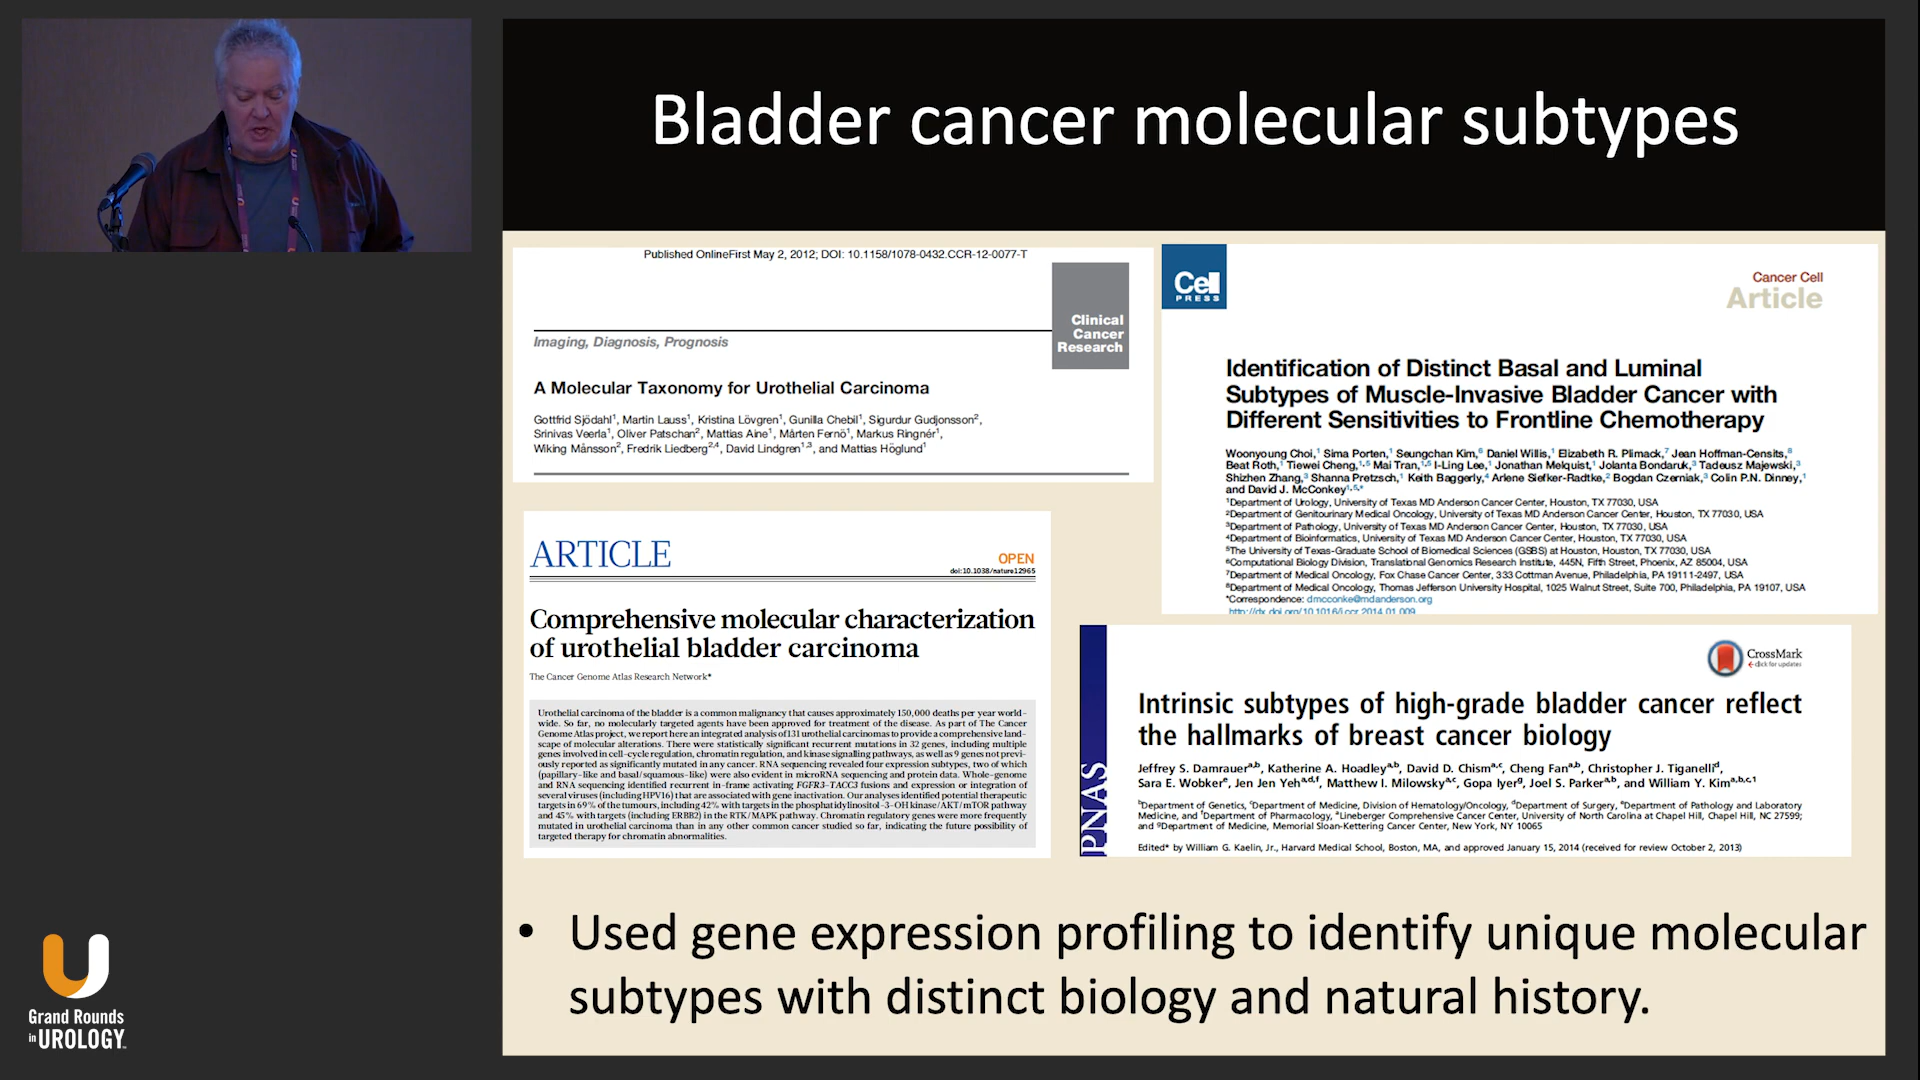 Bladder cancer molecular subtypes
Published OnlineFirst May 2, 2012; DOI: 10.1158/1078-0432.CCR-12-0077-T
Clinical
Cancer
Research
Imaging, Diagnosis, Prognosis
A Molecular Taxonomy for Urothelial Carcinoma
Gottfrid Sjödahl1, Martin Lauss1, Kristina Lövgren1, Gunilla Chebil1, Sigurdur Gudjonsson2,
Srinivas Veerla1, Oliver Patschan2, Mattias Aine1, Mårten Fernö1, Markus Ringnér1,
Wiking Månsson2, Fredrik Liedberg2,4, David Lindgren1,3, and Mattias Höglund1
Cell
PRESS
Cancer Cell
Article
Identification of Distinct Basal and Luminal
Subtypes of Muscle-Invasive Bladder Cancer with
Different Sensitivities to Frontline Chemotherapy
Woonyoung Choi,1 Sima Porten,1 Seungchan Kim,6 Daniel Willis,1 Elizabeth R. Plimack,7 Jean Hoffman-Censits,8
Beat Roth,1 Tiewei Cheng,1,5 Mai Tran,1,5 I-Ling Lee,1 Jonathan Melquist,1 Jolanta Bondaruk,3 Tadeusz Majewski,3
Shizhen Zhang,3 Shanna Pretzsch,1 Keith Baggerly,4 Arlene Siefker-Radtke,2 Bogdan Czerniak,3 Colin P.N. Dinney,1
and David J. McConkey1,5,*
1Department of Urology, University of Texas MD Anderson Cancer Center, Houston, TX 77030, USA
2Department of Genitourinary Medical Oncology, University of Texas MD Anderson Cancer Center, Houston, TX 77030, USA
3Department of Pathology, University of Texas MD Anderson Cancer Center, Houston, TX 77030, USA
4Department of Bioinformatics, University of Texas MD Anderson Cancer Center, Houston, TX 77030, USA
5The University of Texas-Graduate School of Biomedical Sciences (GSBS) at Houston, Houston, TX 77030, USA
6Computational Biology Division, Translational Genomics Research Institute, 445N, Fifth Street, Phoenix, AZ 85004, USA
7Department of Medical Oncology, Fox Chase Cancer Center, 333 Cottman Avenue, Philadelphia, PA 19111-2497, USA
8Department of Medical Oncology, Thomas Jefferson University Hospital, 1025 Walnut Street, Suite 700, Philadelphia, PA 19107, USA
*Correspondence: dmcconke@mdanderson.org
http://dx.doi.org/10.1016/j.ccr.2014.01.009
ARTICLE
OPEN
doi:10.1038/nature12965
Comprehensive molecular characterization
of urothelial bladder carcinoma
The Cancer Genome Atlas Research Network*
Urothelial carcinoma of the bladder is a common malignancy that causes approximately 150,000 deaths per year world-
wide. So far, no molecularly targeted agents have been approved for treatment of the disease. As part of The Cancer
Genome Atlas project, we report here an integrated analysis of 131 urothelial carcinomas to provide a comprehensive land-
scape of molecular alterations. There were statistically significant recurrent mutations in 32 genes, including multiple
genes involved in cell-cycle regulation, chromatin regulation, and kinase signalling pathways, as well as 9 genes not previ-
ously reported as significantly mutated in any cancer. RNA sequencing revealed four expression subtypes, two of which
(papillary-like and basal/squamous-like) were also evident in microRNA sequencing and protein data. Whole-genome
and RNA sequencing identified recurrent in-frame activating FGFR3-TACC3 fusions and expression or integration of
several viruses (including HPV16) that are associated with gene inactivation. Our analyses identified potential therapeutic
targets in 69% of the tumours, including 42% with targets in the phosphatidylinositol-3-OH kinase/AKT/mTOR pathway
and 45% with targets (including ERBB2) in the RTK/MAPK pathway. Chromatin regulatory genes were more frequently
mutated in urothelial carcinoma than in any other common cancer studied so far, indicating the future possibility of
targeted therapy for chromatin abnormalities.
PNAS
CrossMark
click for updates
Intrinsic subtypes of high-grade bladder cancer reflect
the hallmarks of breast cancer biology
Jeffrey S. Damrauera,b, Katherine A. Hoadleya,b, David D. Chisma,c, Cheng Fana,b, Christopher J. Tiganellid,
Sara E. Wobkere, Jen Jen Yeha,d,f, Matthew I. Milowskya,c, Gopa Iyerg, Joel S. Parkera,b, and William Y. Kima,b,c,1
bDepartment of Genetics, cDepartment of Medicine, Division of Hematology/Oncology, dDepartment of Surgery, eDepartment of Pathology and Laboratory
Medicine, and fDepartment of Pharmacology, aLineberger Comprehensive Cancer Center, University of North Carolina at Chapel Hill, Chapel Hill, NC 27599;
and gDepartment of Medicine, Memorial Sloan-Kettering Cancer Center, New York, NY 10065
Edited* by William G. Kaelin, Jr., Harvard Medical School, Boston, MA, and approved January 15, 2014 (received for review October 2, 2013)
• Used gene expression profiling to identify unique molecular
subtypes with distinct biology and natural history.
Grand Rounds
in UROLOGY